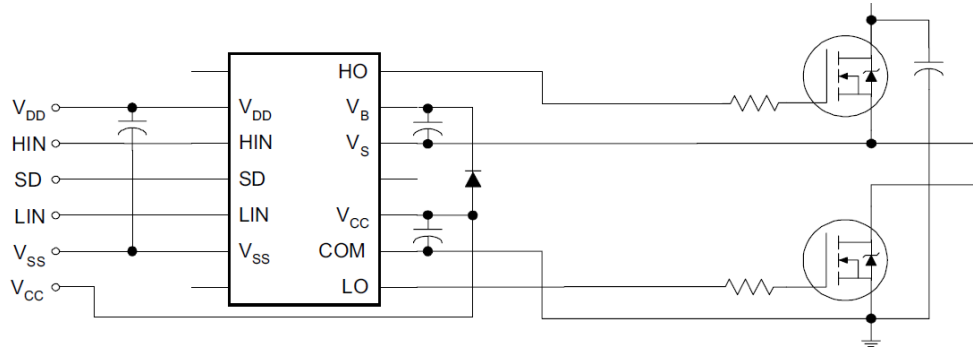 HO
V_DD V_DD V_B
HIN HIN V_S
SD SD
LIN LIN V_CC
V_SS V_SS COM
V_CC LO